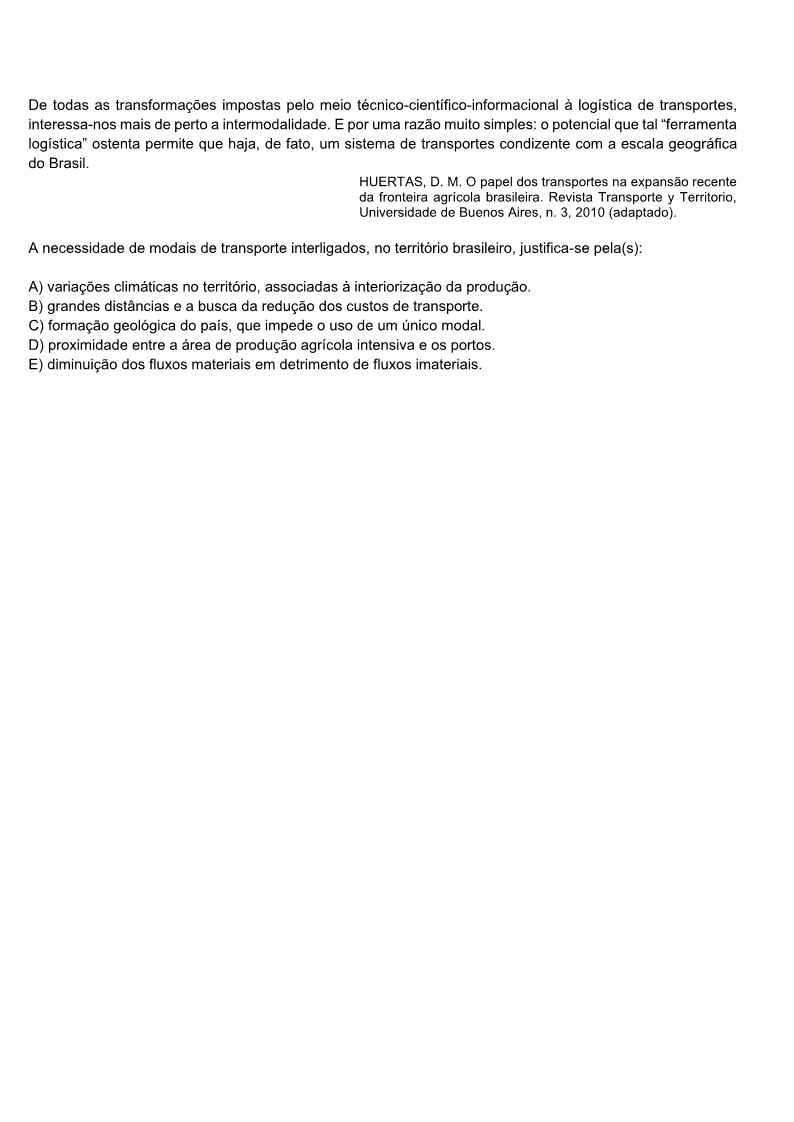 De todas as transformações impostas pelo meio técnico-científico-informacional à logística de transportes,
interessa-nos mais de perto a intermodalidade. E por uma razão muito simples: o potencial que tal “ferramenta
logística” ostenta permite que haja, de fato, um sistema de transportes condizente com a escala geográfica
do Brasil.
HUERTAS, D. M. O papel dos transportes na expansão recente
da fronteira agrícola brasileira. Revista Transporte y Territorio,
Universidade de Buenos Aires, n. 3, 2010 (adaptado).
A necessidade de modais de transporte interligados, no território brasileiro, justifica-se pela(s):
A) variações climáticas no território, associadas à interiorização da produção.
B) grandes distâncias e a busca da redução dos custos de transporte.
C) formação geológica do país, que impede o uso de um único modal.
D) proximidade entre a área de produção agrícola intensiva e os portos.
E) diminuição dos fluxos materiais em detrimento de fluxos imateriais.